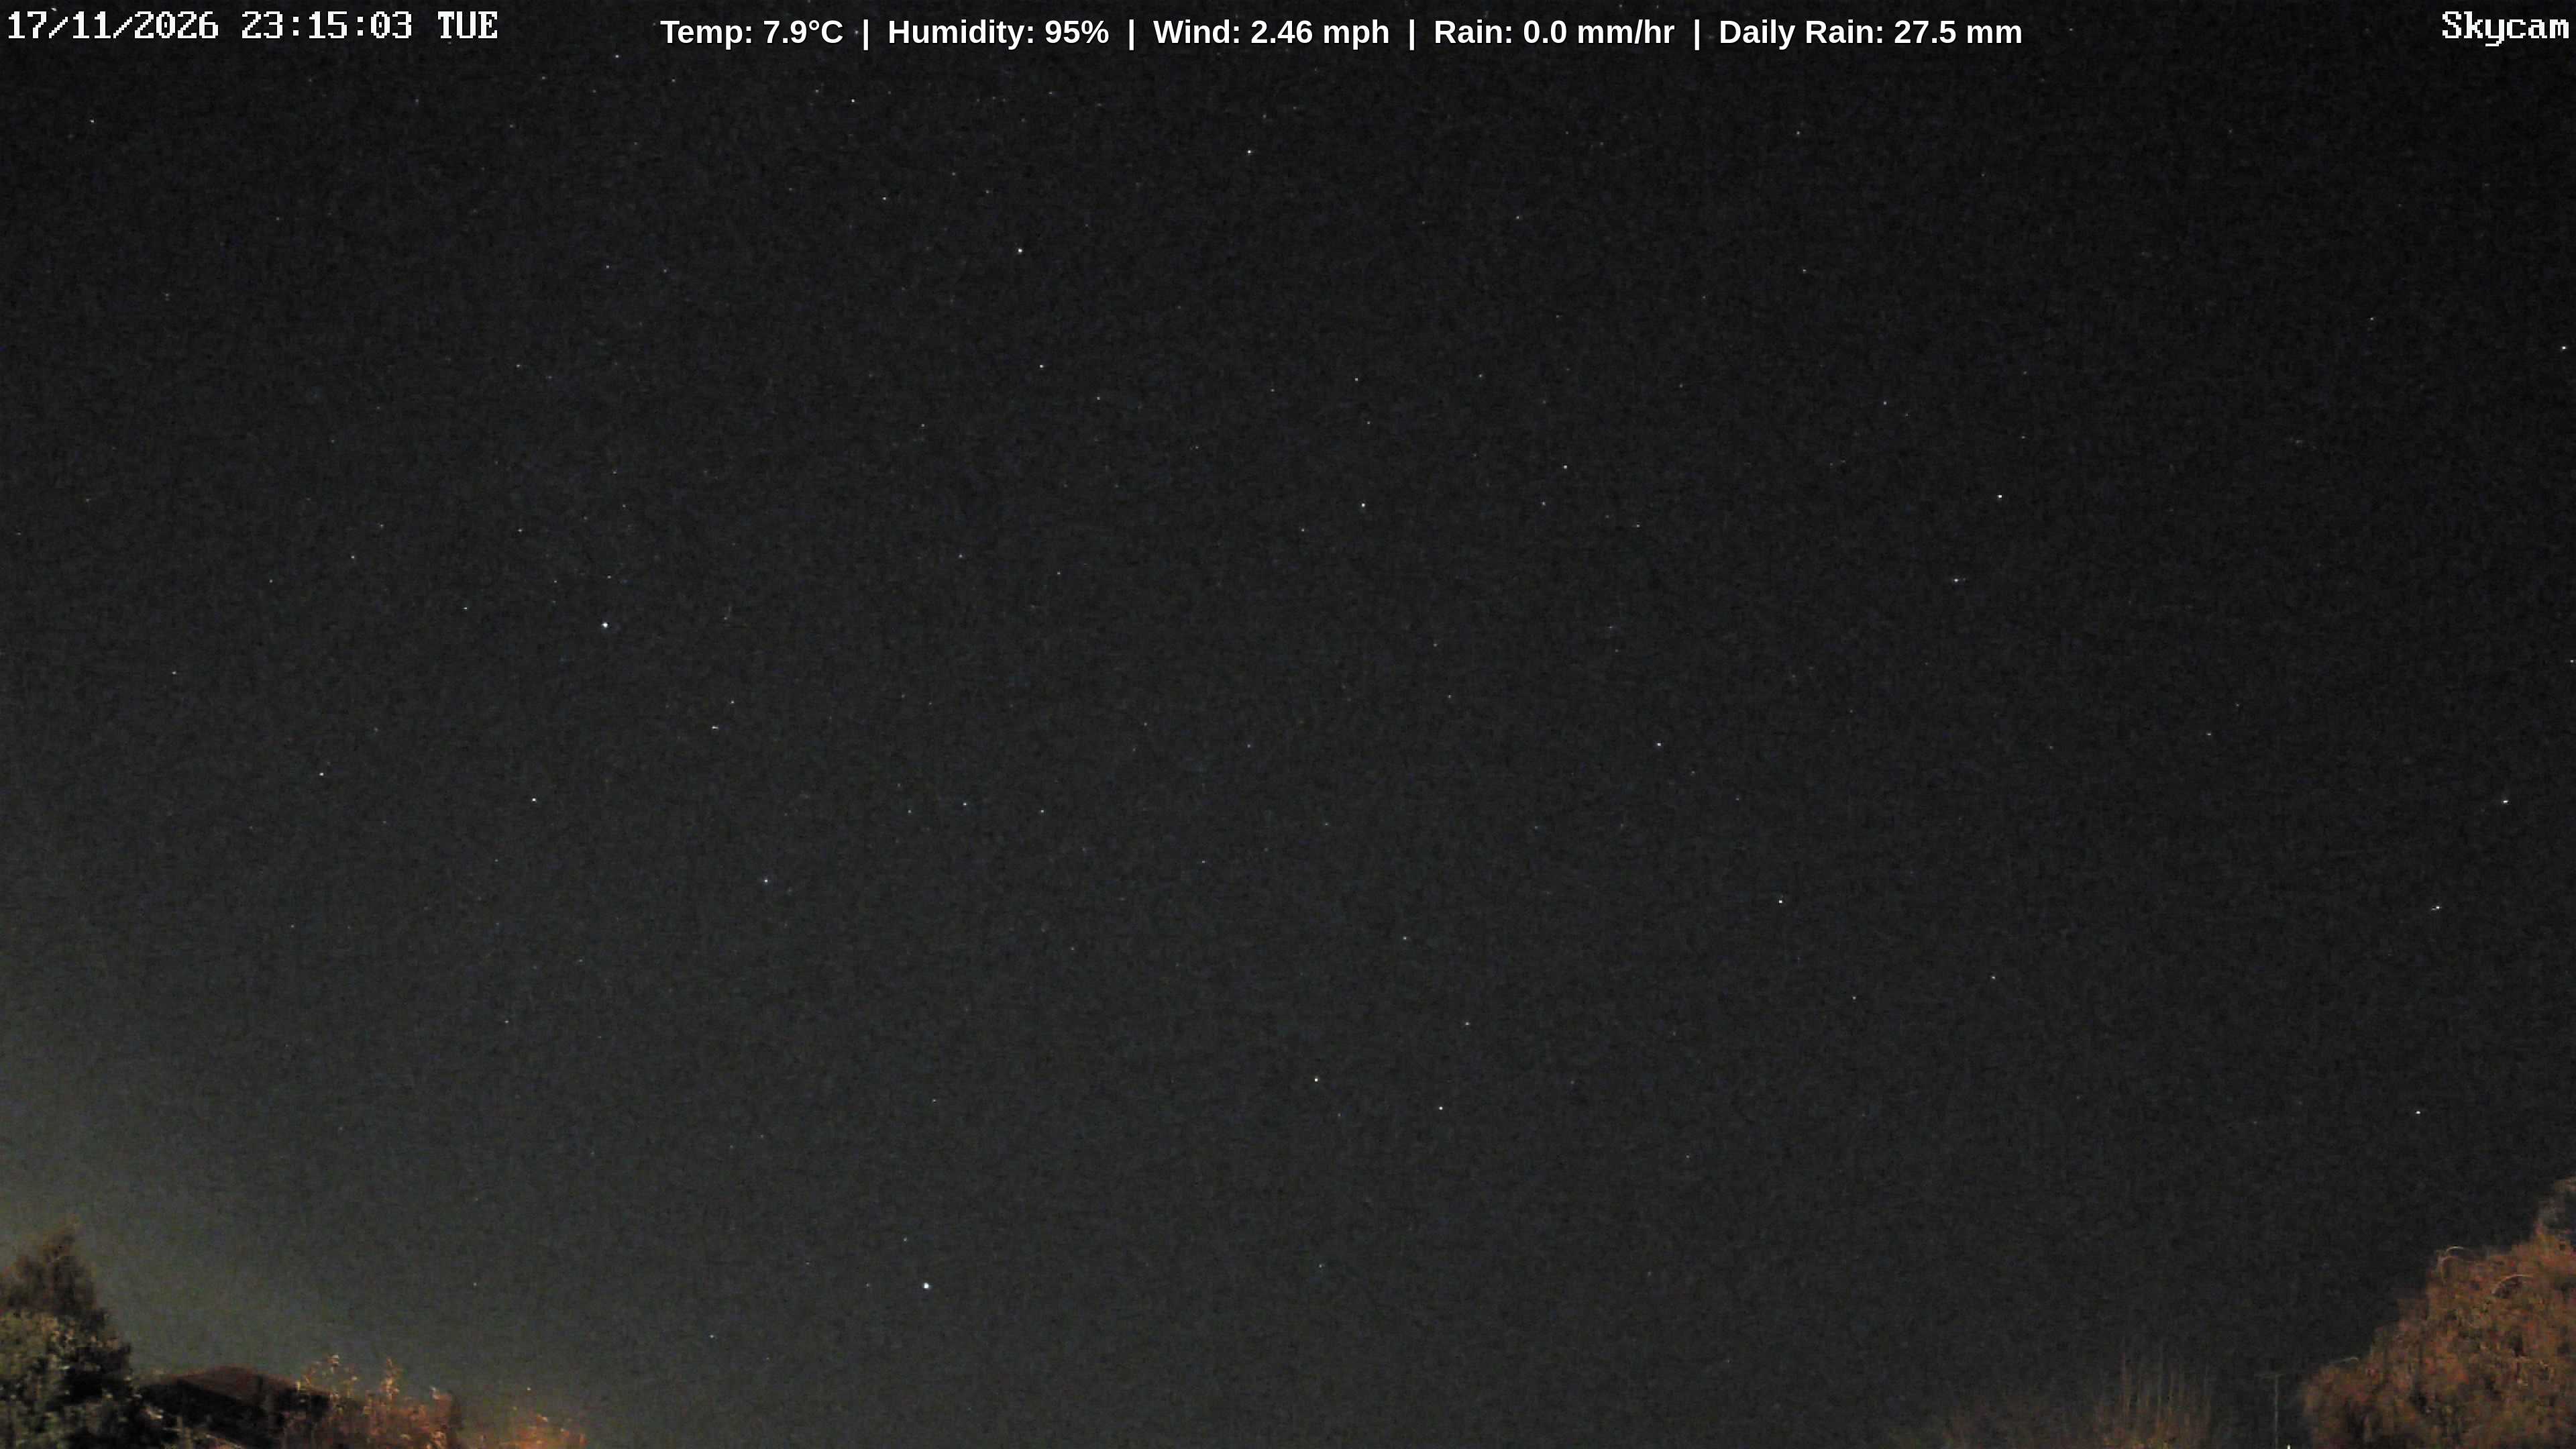 17/11/2026 23:15:03 TUE
Temp: 7.9°C | Humidity: 95% | Wind: 2.46 mph | Rain: 0.0 mm/hr | Daily Rain: 27.5 mm
Skycam